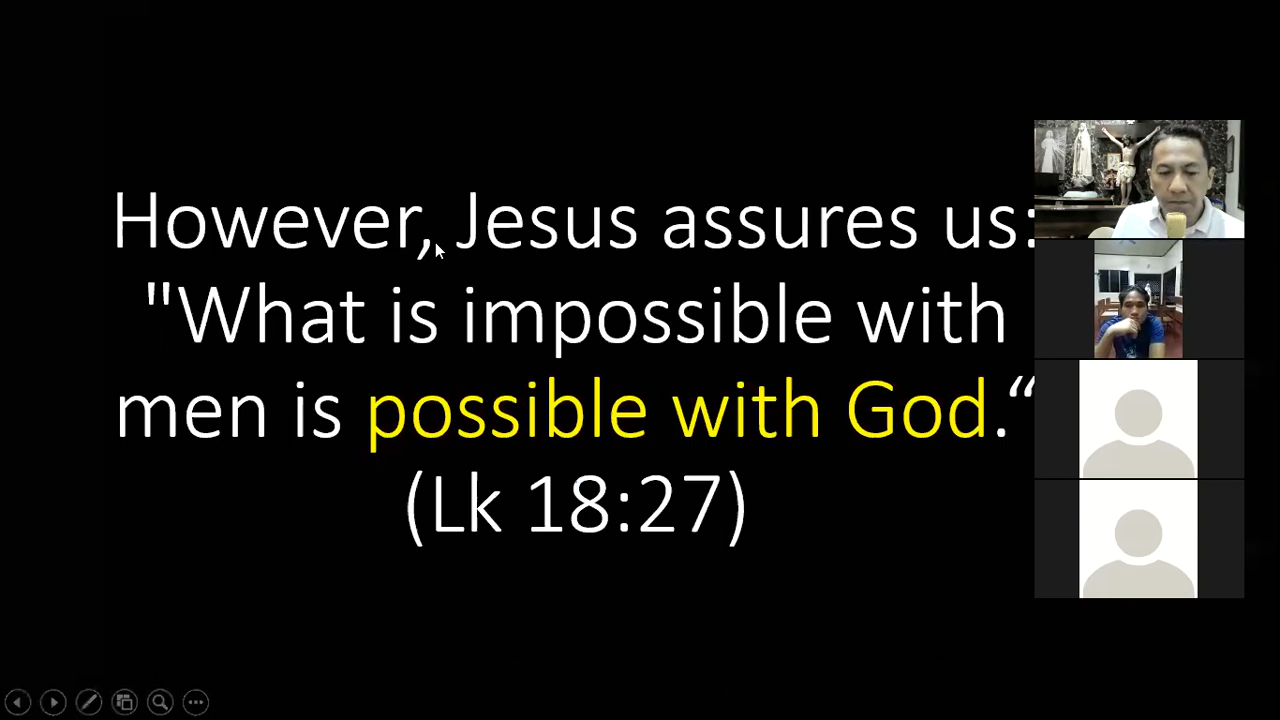 However, Jesus assures us:
"What is impossible with
men is possible with God.“
(Lk 18:27)